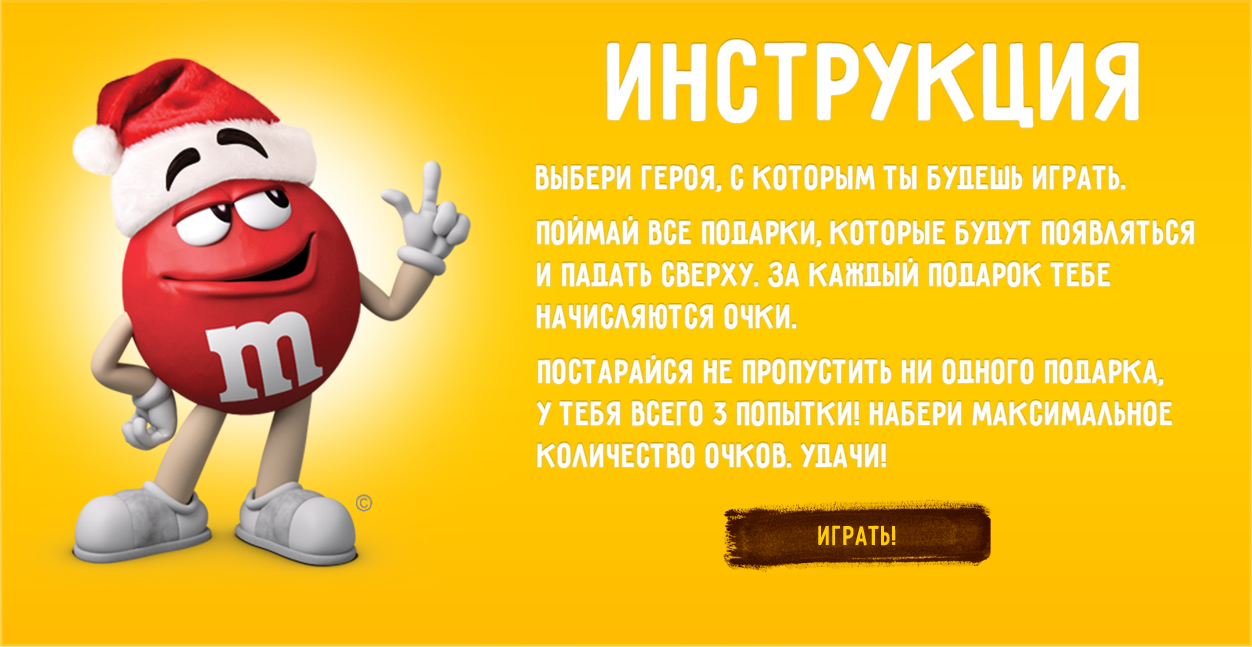 ИНСТРУКЦИЯ
ВЫБЕРИ ГЕРОЯ, С КОТОРЫМ ТЫ БУДЕШЬ ИГРАТЬ.
ПОЙМАЙ ВСЕ ПОДАРКИ, КОТОРЫЕ БУДУТ ПОЯВЛЯТЬСЯ
И ПАДАТЬ СВЕРХУ. ЗА КАЖДЫЙ ПОДАРОК ТЕБЕ
НАЧИСЛЯЮТСЯ ОЧКИ.
ПОСТАРАЙСЯ НЕ ПРОПУСТИТЬ НИ ОДНОГО ПОДАРКА,
У ТЕБЯ ВСЕГО 3 ПОПЫТКИ! НАБЕРИ МАКСИМАЛЬНОЕ
КОЛИЧЕСТВО ОЧКОВ. УДАЧИ!
ИГРАТЬ!
m
©